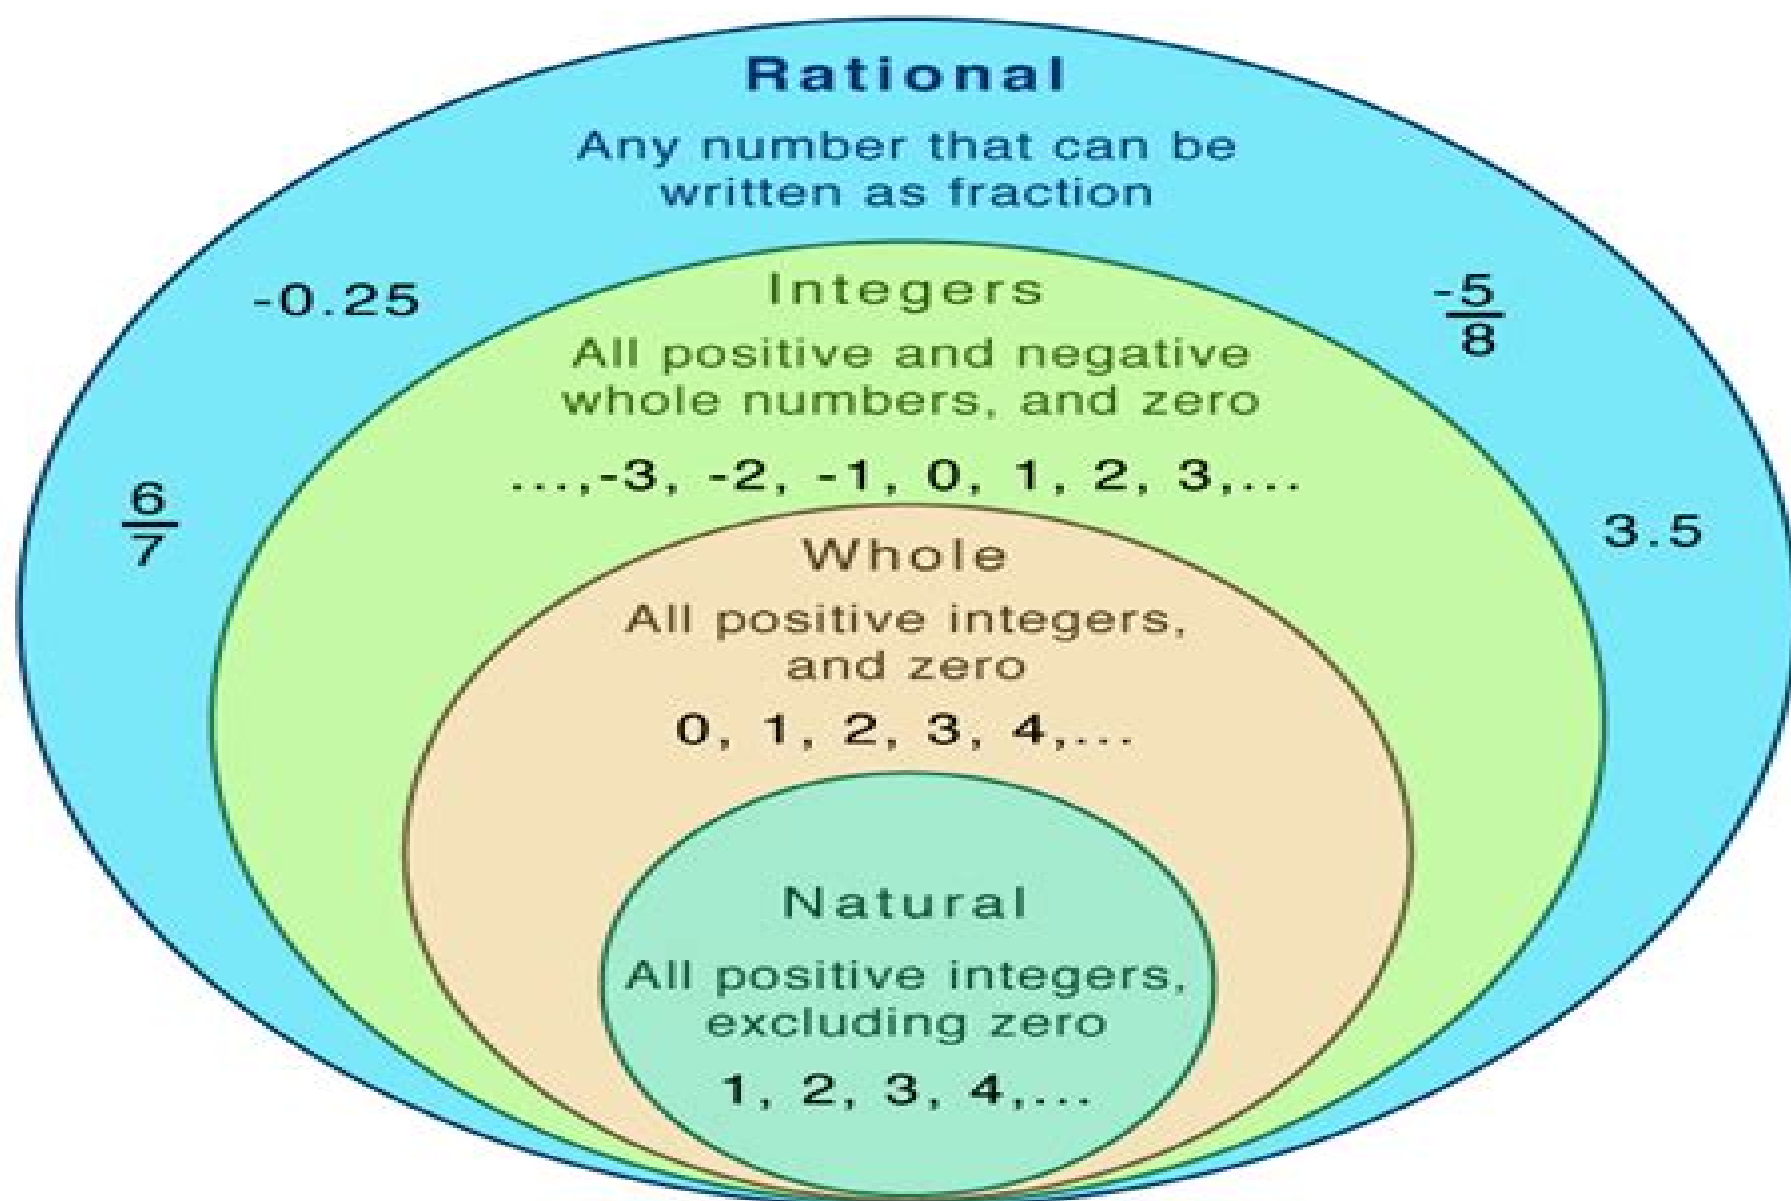 Rational
Any number that can be
written as fraction
-0.25
-5
8
Integers
All positive and negative
whole numbers, and zero
...,-3, -2, -1, 0, 1, 2, 3,...
6
7
3.5
Whole
All positive integers,
and zero
0, 1, 2, 3, 4,...
Natural
All positive integers,
excluding zero
1, 2, 3, 4,...